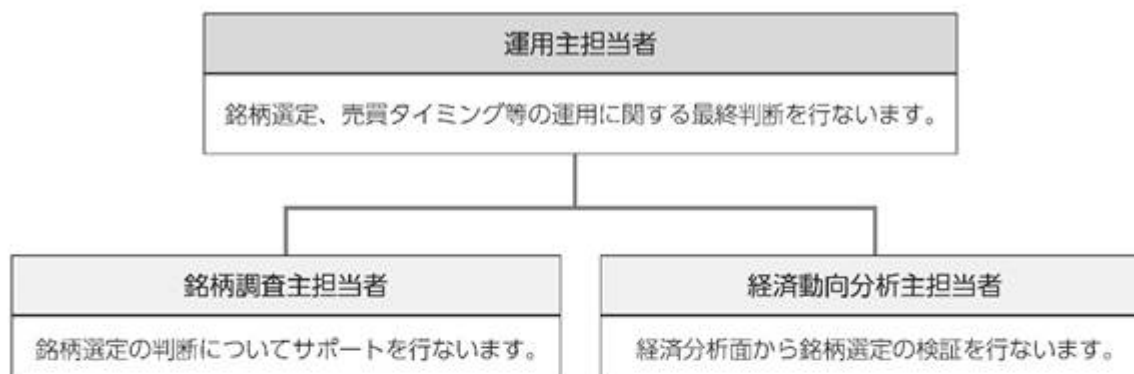 運用主担当者
銘柄選定、売買タイミング等の運用に関する最終判断を行ないます。
銘柄調査主担当者
銘柄選定の判断についてサポートを行ないます。
経済動向分析主担当者
経済分析面から銘柄選定の検証を行ないます。